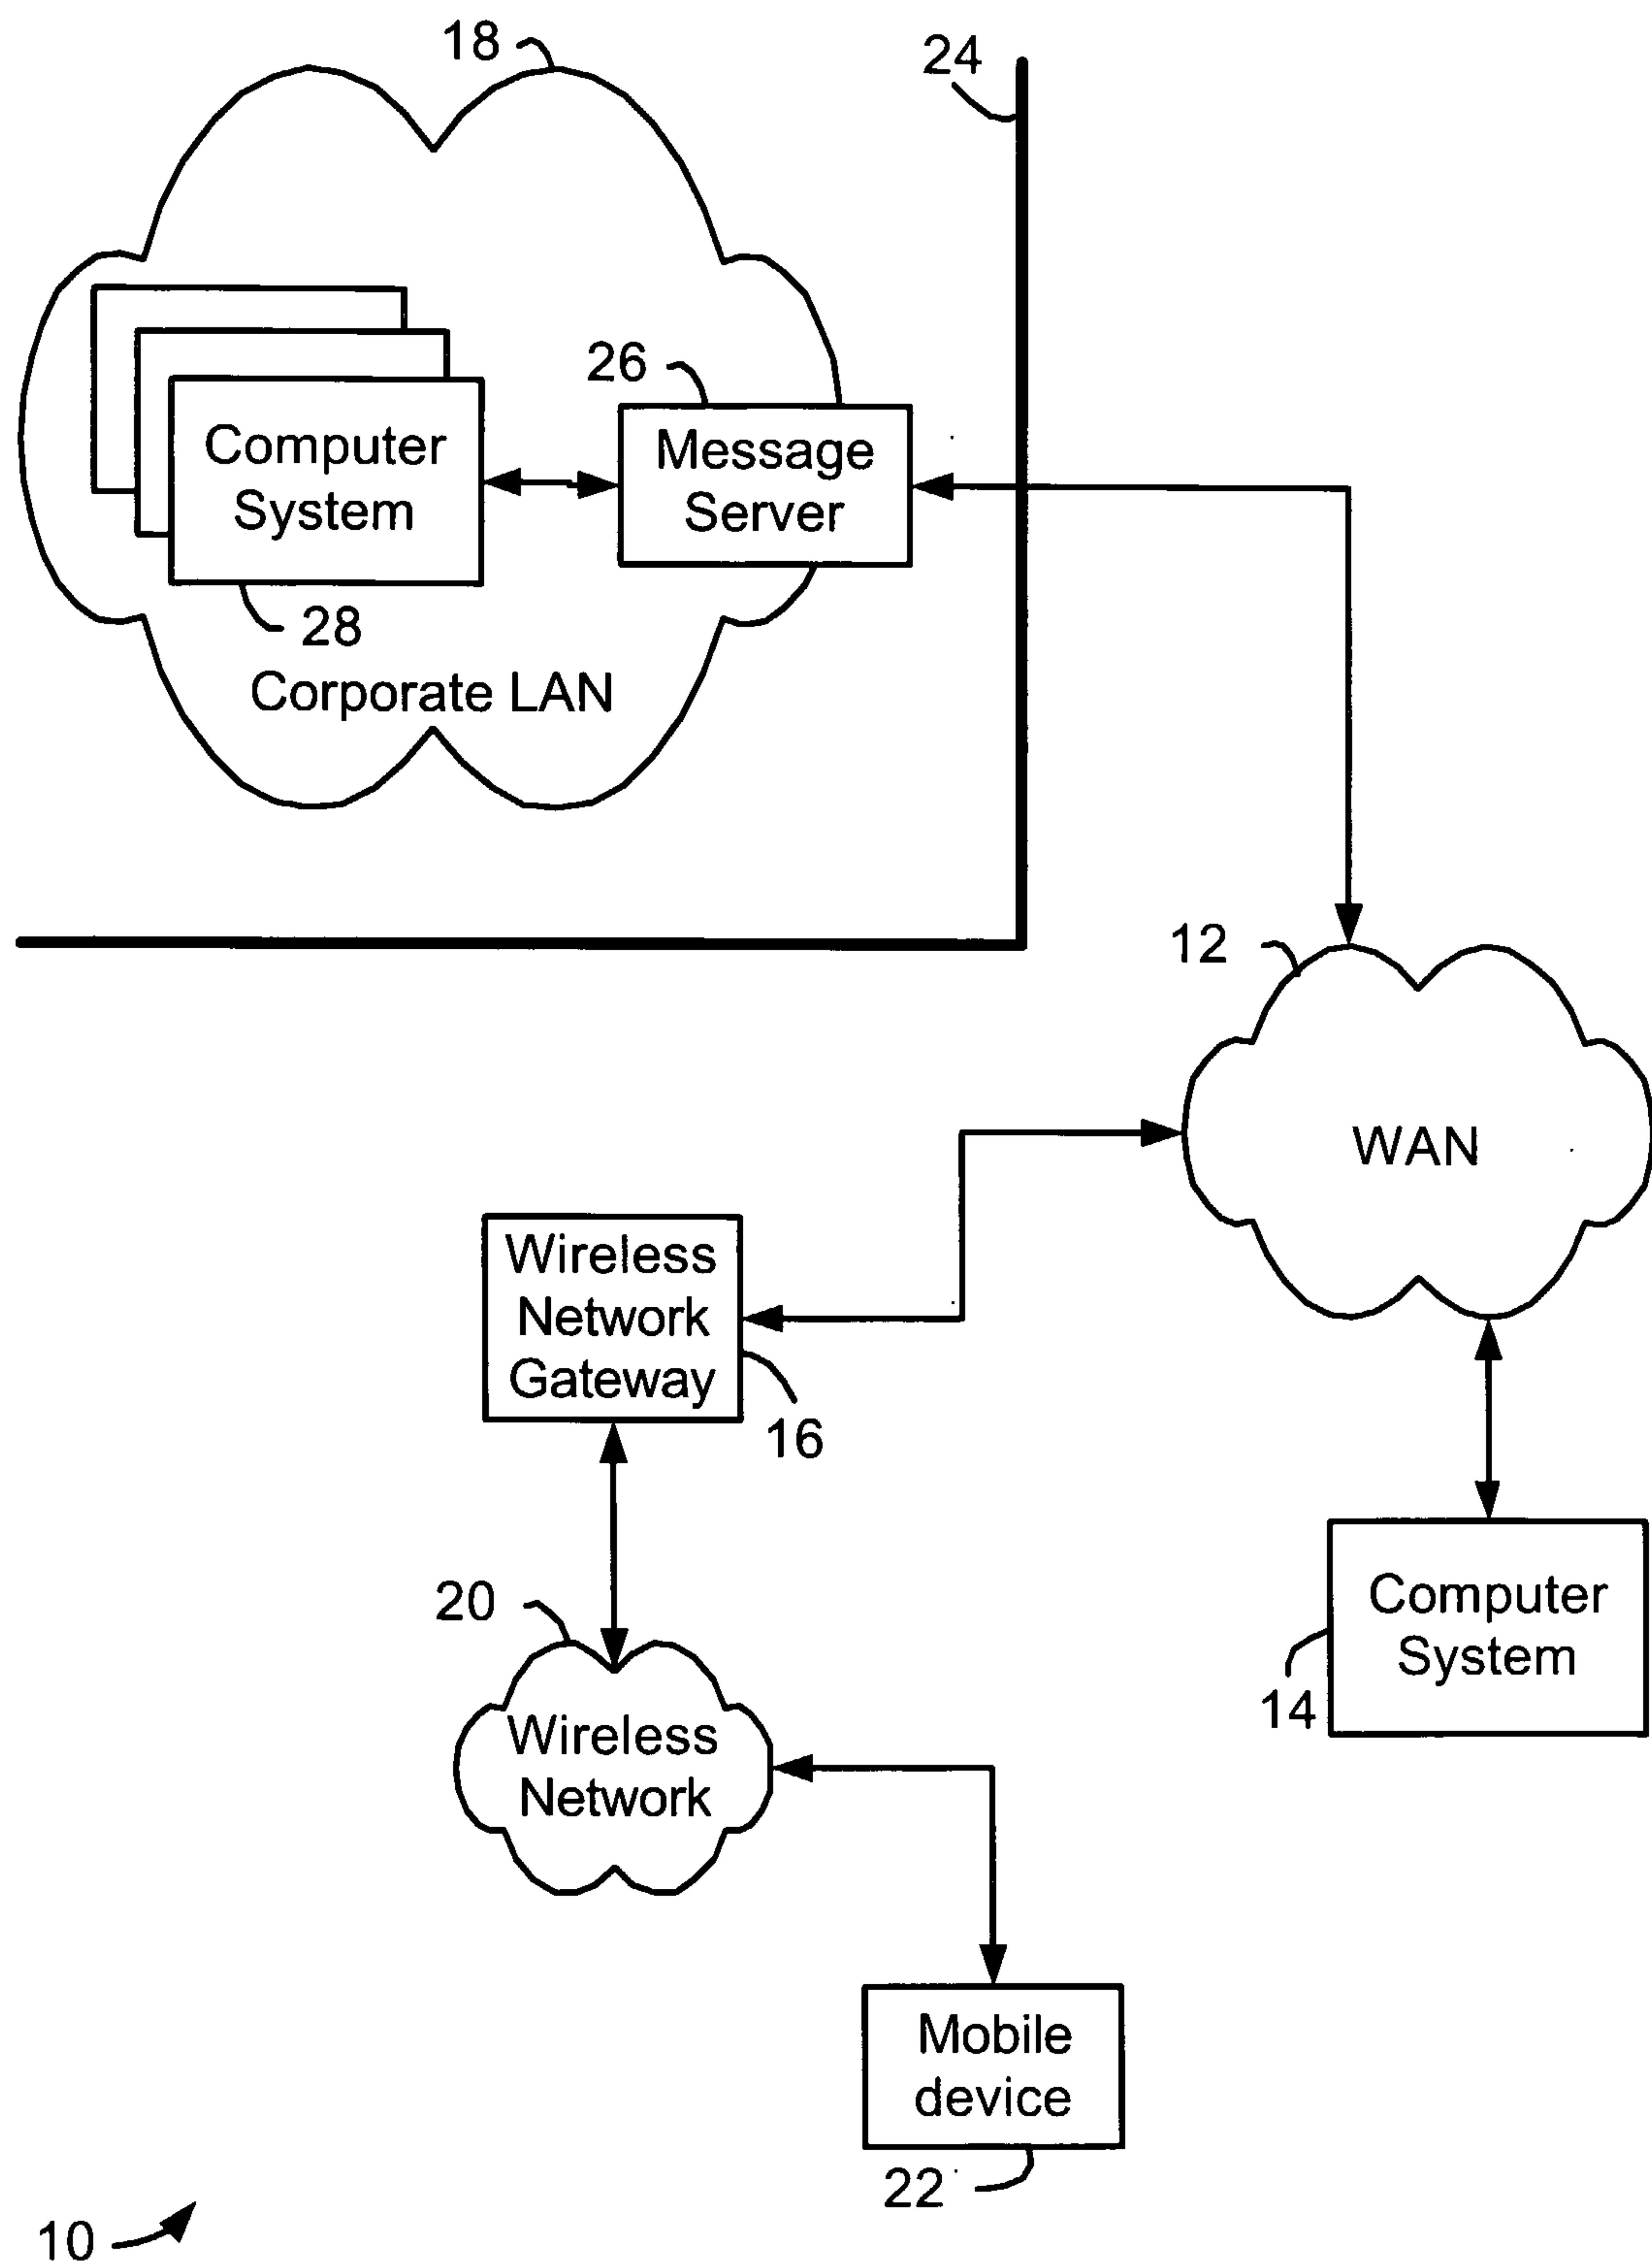 18
24
26
Computer
System
Message
Server
28
Corporate LAN
12
WAN
Wireless
Network
Gateway
16
20
Computer
System
14
Wireless
Network
Mobile
device
22
10